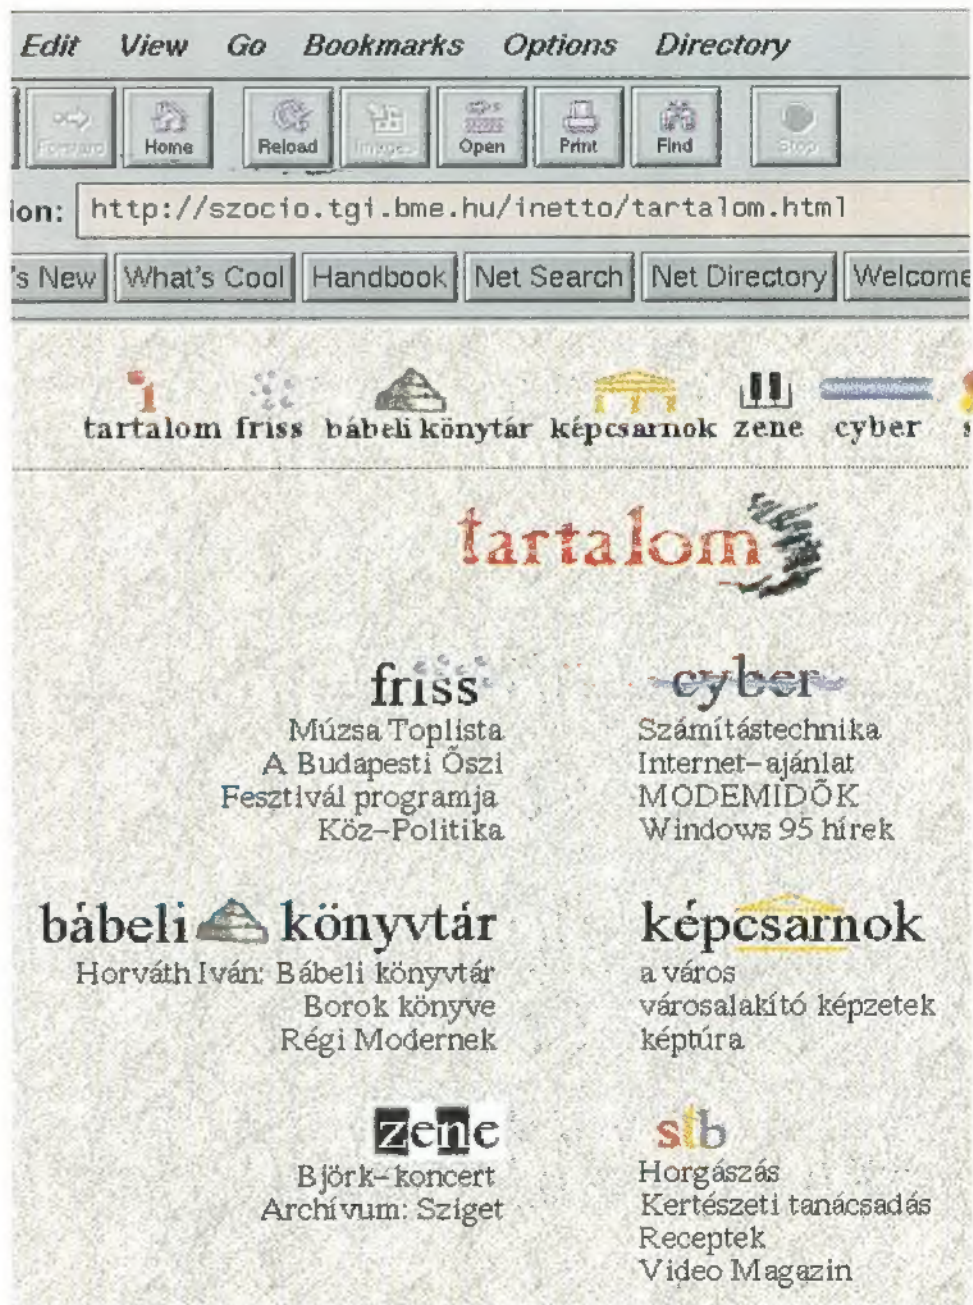 Edit View Go Bookmarks Options Directory
Forward Home Reload Images Open Print Find Stop
ion: http://szocio.tgi.bme.hu/inetto/tartalom.html
's New What's Cool Handbook Net Search Net Directory Welcome
tartalom friss bábeli könytár képcsarnok zene cyber s
tartalom
friss
Múzsa Toplista
A Budapesti Őszi
Fesztivál programja
Köz-Politika
cyber
Számítástechnika
Internet-ajánlat
MODEMIDŐK
Windows 95 hírek
bábeli könyvtár
Horváth Iván: Bábeli könyvtár
Borok könyve
Régi Modernek
képcsarnok
a város
városalakító képzetek
képtúra
zene
Björk-koncert
Archívum: Sziget
stb
Horgászás
Kertészeti tanácsadás
Receptek
Video Magazin